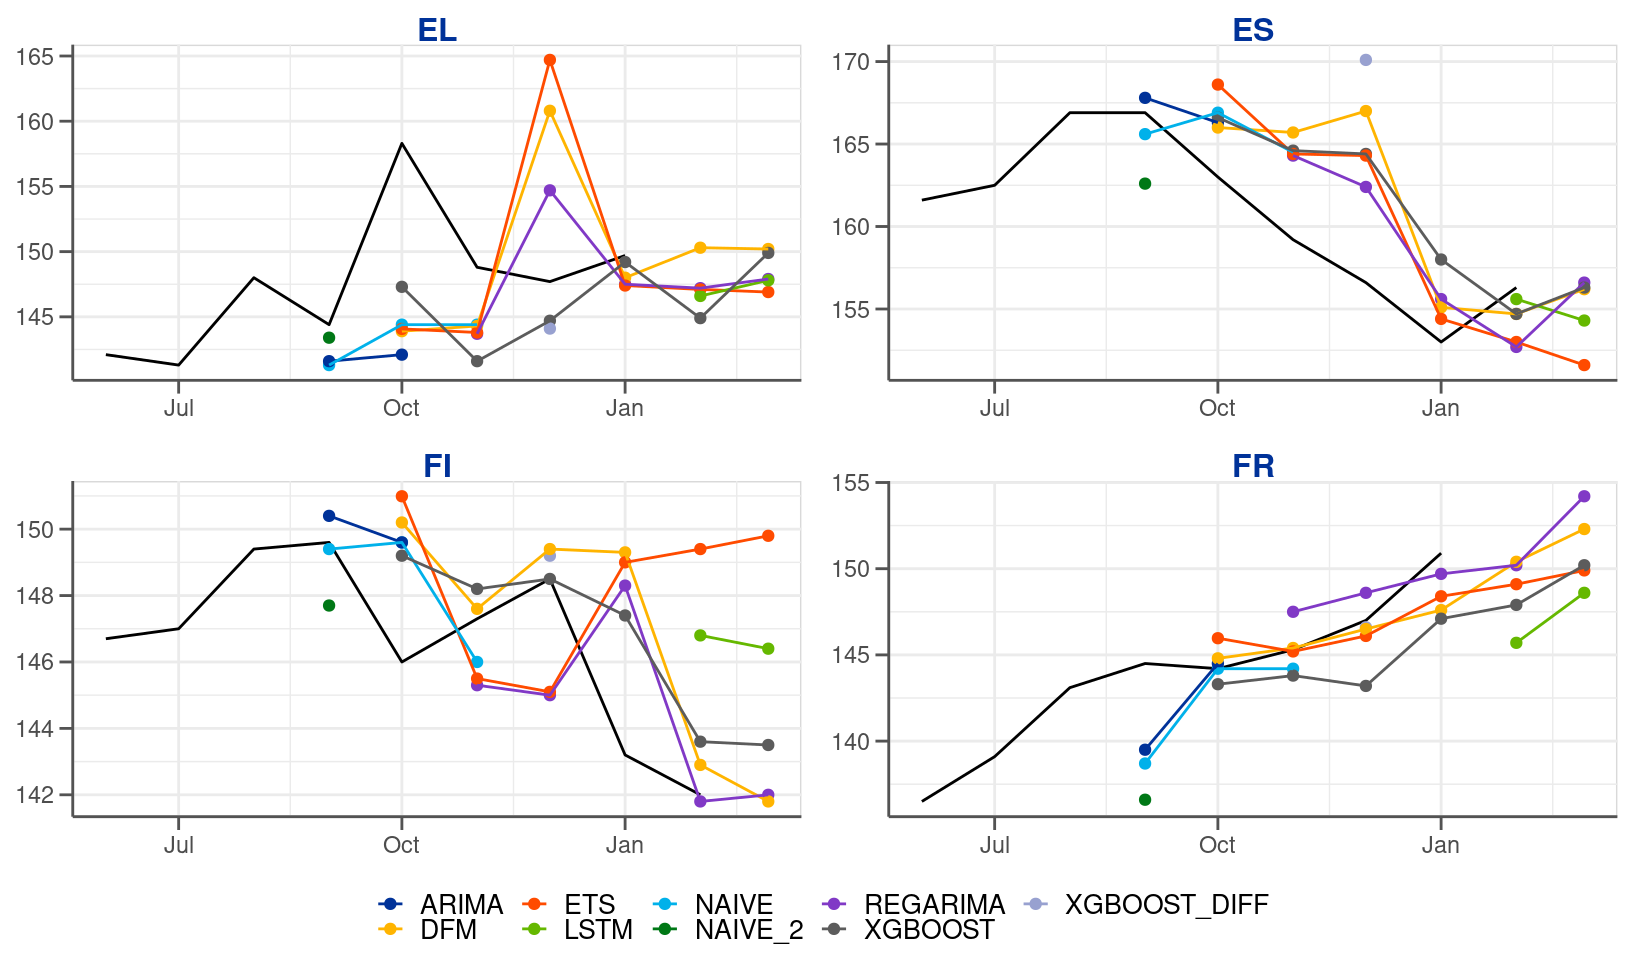 EL
165
160
155
150
145
Jul Oct Jan
ES
170
165
160
155
Jul Oct Jan
FI
150
148
146
144
142
Jul Oct Jan
FR
155
150
145
140
Jul Oct Jan
ARIMA ETS NAIVE REGARIMA XGBOOST_DIFF
DFM LSTM NAIVE_2 XGBOOST